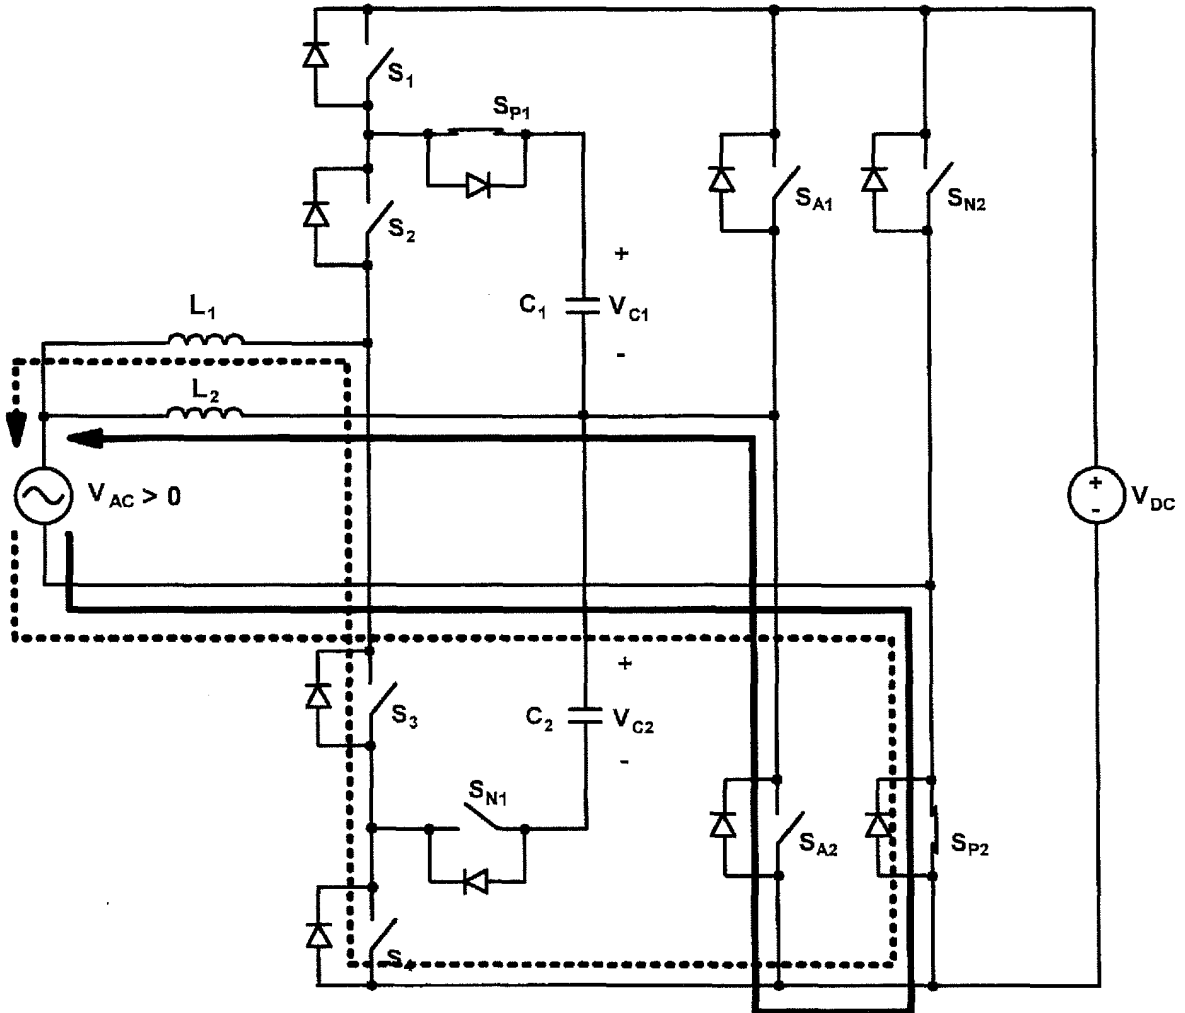 S1
SP1
S2
SA1
SN2
+
C1 VC1
-
L1
L2
VAC > 0
+
-
VDC
+
S3
C2 VC2
-
SN1
SA2
SP2
S4